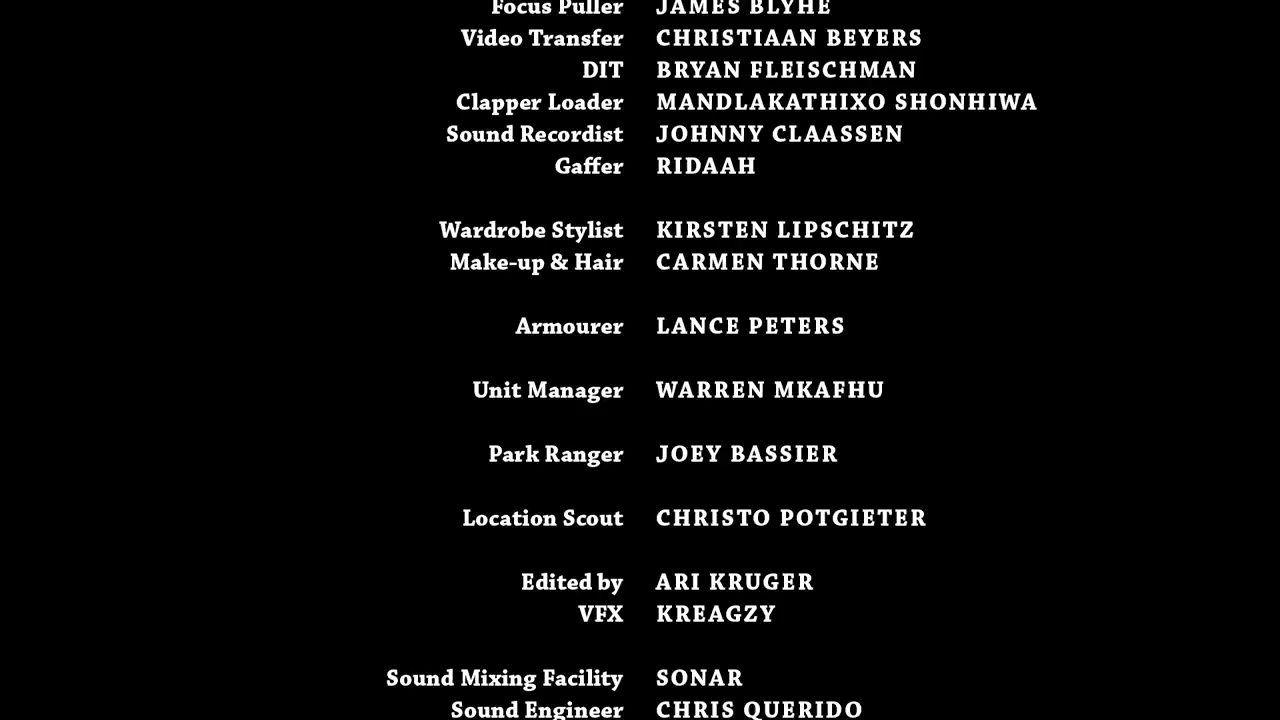 Focus Puller JAMES BLYHE
Video Transfer CHRISTIAAN BEYERS
DIT BRYAN FLEISCHMAN
Clapper Loader MANDLAKATHIXO SHONHIWA
Sound Recordist JOHNNY CLAASSEN
Gaffer RIDAAH
Wardrobe Stylist KIRSTEN LIPSCHITZ
Make-up & Hair CARMEN THORNE
Armourer LANCE PETERS
Unit Manager WARREN MKAFHU
Park Ranger JOEY BASSIER
Location Scout CHRISTO POTGIETER
Edited by ARI KRUGER
VFX KREAGZY
Sound Mixing Facility SONAR
Sound Engineer CHRIS QUERIDO